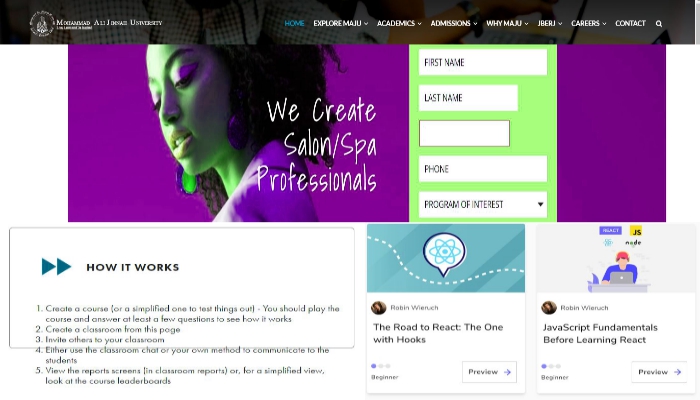 MOHAMMAD ALI JINNAH UNIVERSITY
HOME EXPLORE MAJU ACADEMICS ADMISSIONS WHY MAJU JBERJ CAREERS CONTACT
We Create
Salon/Spa
Professionals
FIRST NAME
LAST NAME
PHONE
PROGRAM OF INTEREST
HOW IT WORKS
1. Create a course (or a simplified one to test things out) - You should play the
course and answer at least a few questions to see how it works
2. Create a classroom from this page
3. Invite others to your classroom
4. Either use the classroom chat or your own method to communicate to the
students
5. View the reports screens (in classroom reports) or, for a simplified view,
look at the course leaderboards
Robin Wieruch
The Road to React: The One
with Hooks
Beginner
Preview
REACT
JS
node
Robin Wieruch
JavaScript Fundamentals
Before Learning React
Beginner
Preview